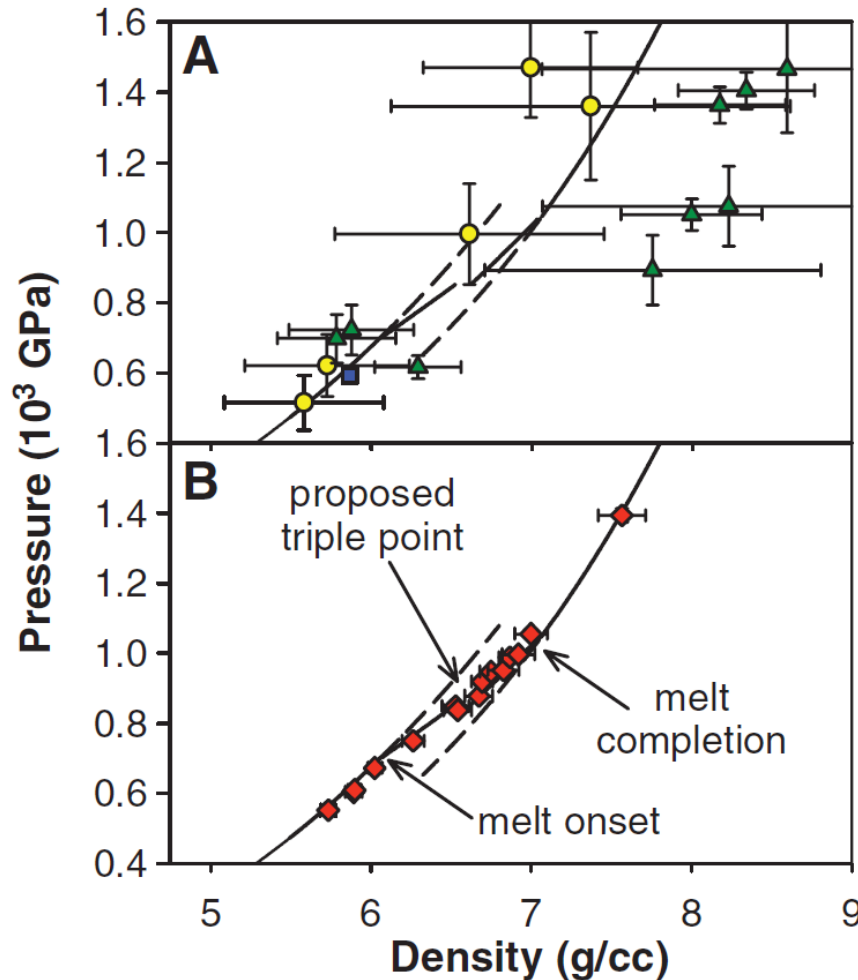 A
1.6
1.4
1.2
1.0
0.8
0.6
1.6
B
proposed
triple point
1.4
1.2
1.0
melt
completion
0.8
0.6
melt onset
0.4
5 6 7 8 9
Pressure (10³ GPa)
Density (g/cc)